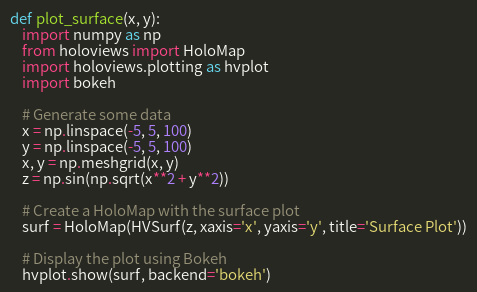 def plot_surface(x, y):
    import numpy as np
    from holoviews import HoloMap
    import holoviews.plotting as hvplot
    import bokeh

    # Generate some data
    x = np.linspace(-5, 5, 100)
    y = np.linspace(-5, 5, 100)
    x, y = np.meshgrid(x, y)
    z = np.sin(np.sqrt(x**2 + y**2))

    # Create a HoloMap with the surface plot
    surf = HoloMap(HVSurf(z, xaxis='x', yaxis='y', title='Surface Plot'))

    # Display the plot using Bokeh
    hvplot.show(surf, backend='bokeh')